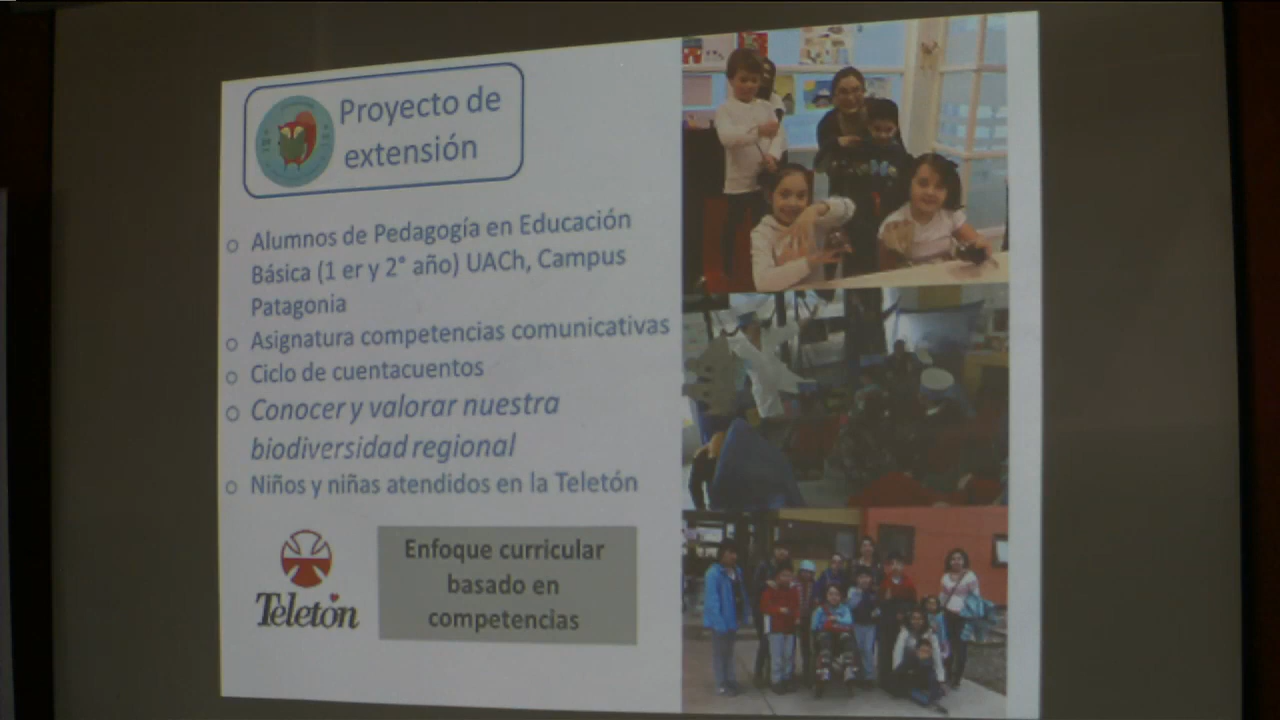 Proyecto de
extensión
○ Alumnos de Pedagogía en Educación
Básica (1 er y 2° año) UACh, Campus
Patagonia
○ Asignatura competencias comunicativas
○ Ciclo de cuentacuentos
○ Conocer y valorar nuestra
biodiversidad regional
○ Niños y niñas atendidos en la Teletón
Teletón
Enfoque curricular
basado en
competencias